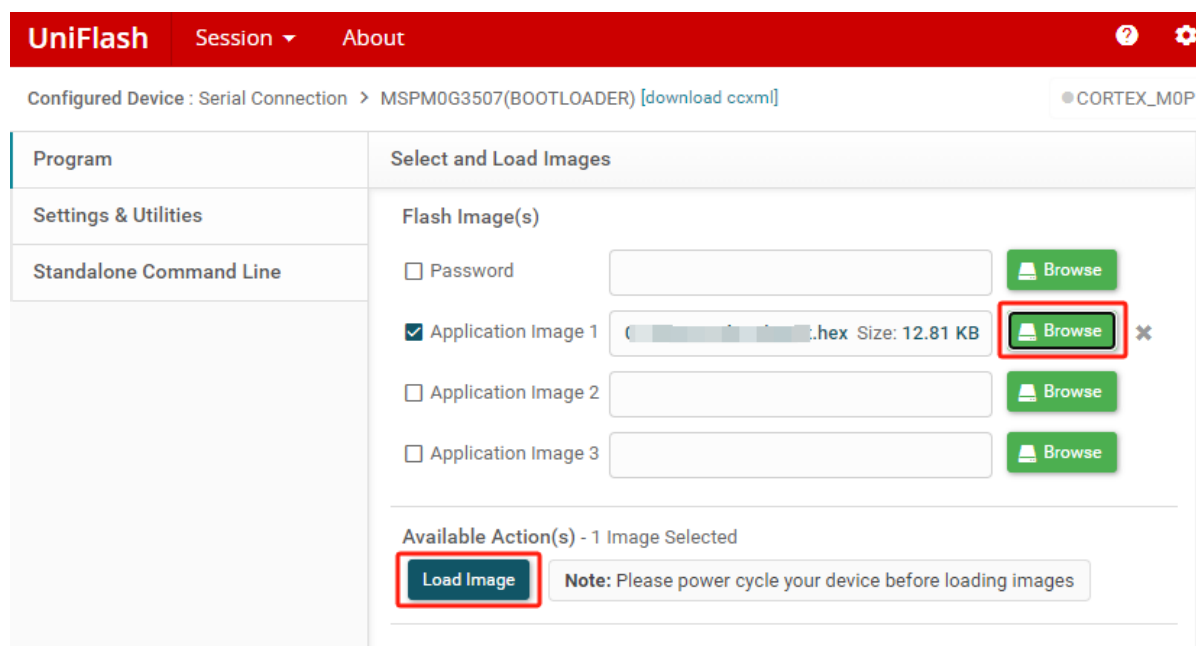 UniFlash Session About
Configured Device : Serial Connection > MSPM0G3507(BOOTLOADER) [download ccxml] CORTEX_M0P
Program
Settings & Utilities
Standalone Command Line
Select and Load Images
Flash Image(s)
Password Browse
Application Image 1 .hex Size: 12.81 KB Browse
Application Image 2 Browse
Application Image 3 Browse
Available Action(s) - 1 Image Selected
Load Image Note: Please power cycle your device before loading images